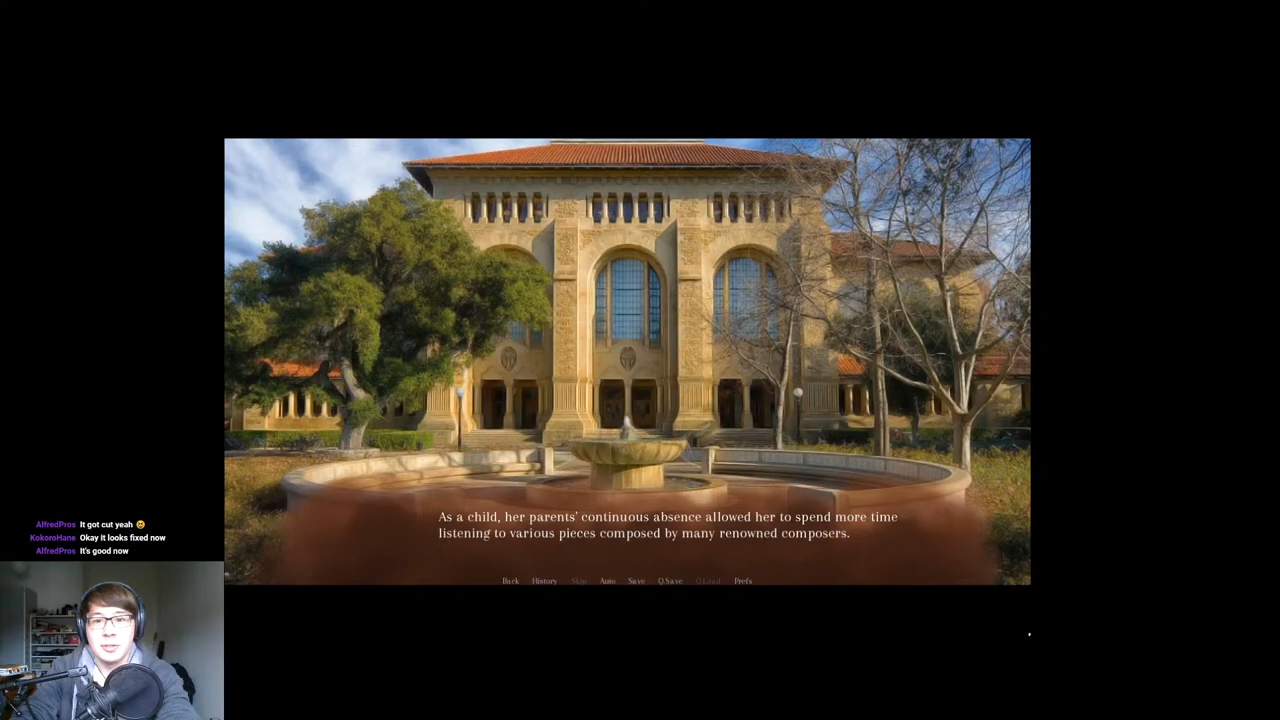 As a child, her parents' continuous absence allowed her to spend more time
listening to various pieces composed by many renowned composers.
AlfredPros It got cut yeah
KokoroHane Okay it looks fixed now
AlfredPros It's good now
Back History Skip Auto Save Q.Save Q.Load Prefs